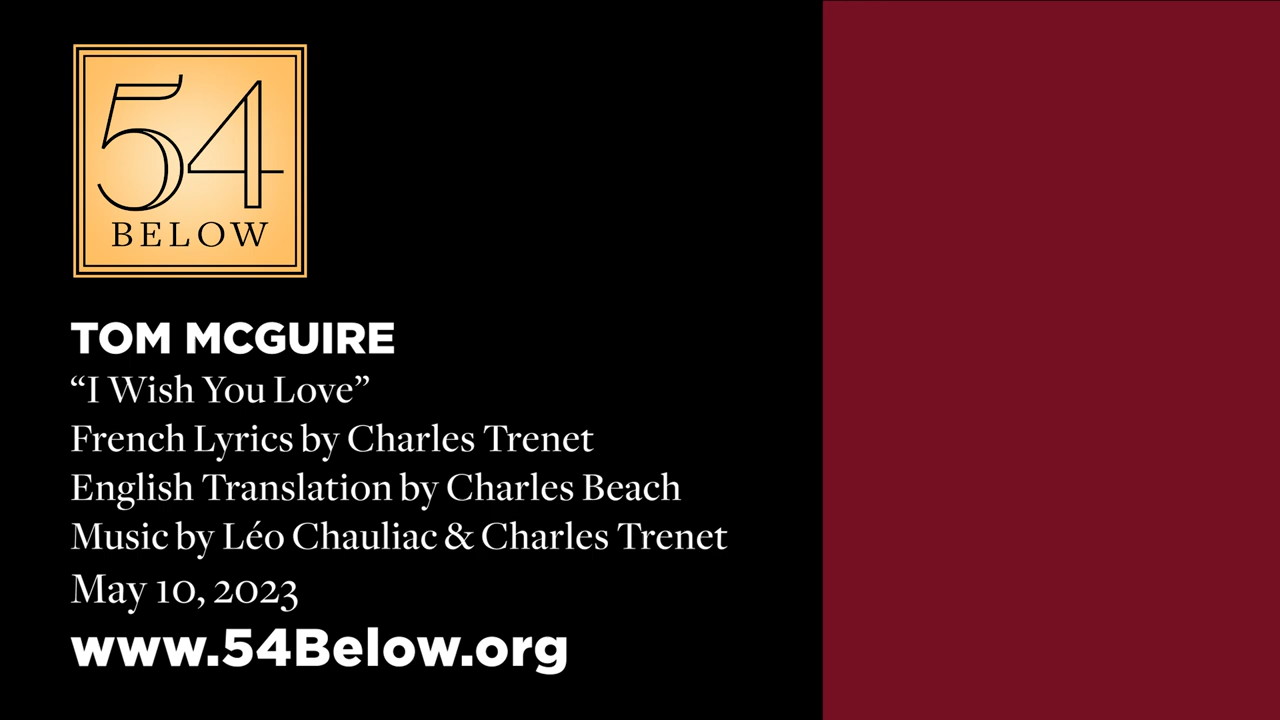 54
BELOW
TOM MCGUIRE
“I Wish You Love”
French Lyrics by Charles Trenet
English Translation by Charles Beach
Music by Léo Chauliac & Charles Trenet
May 10, 2023
www.54Below.org